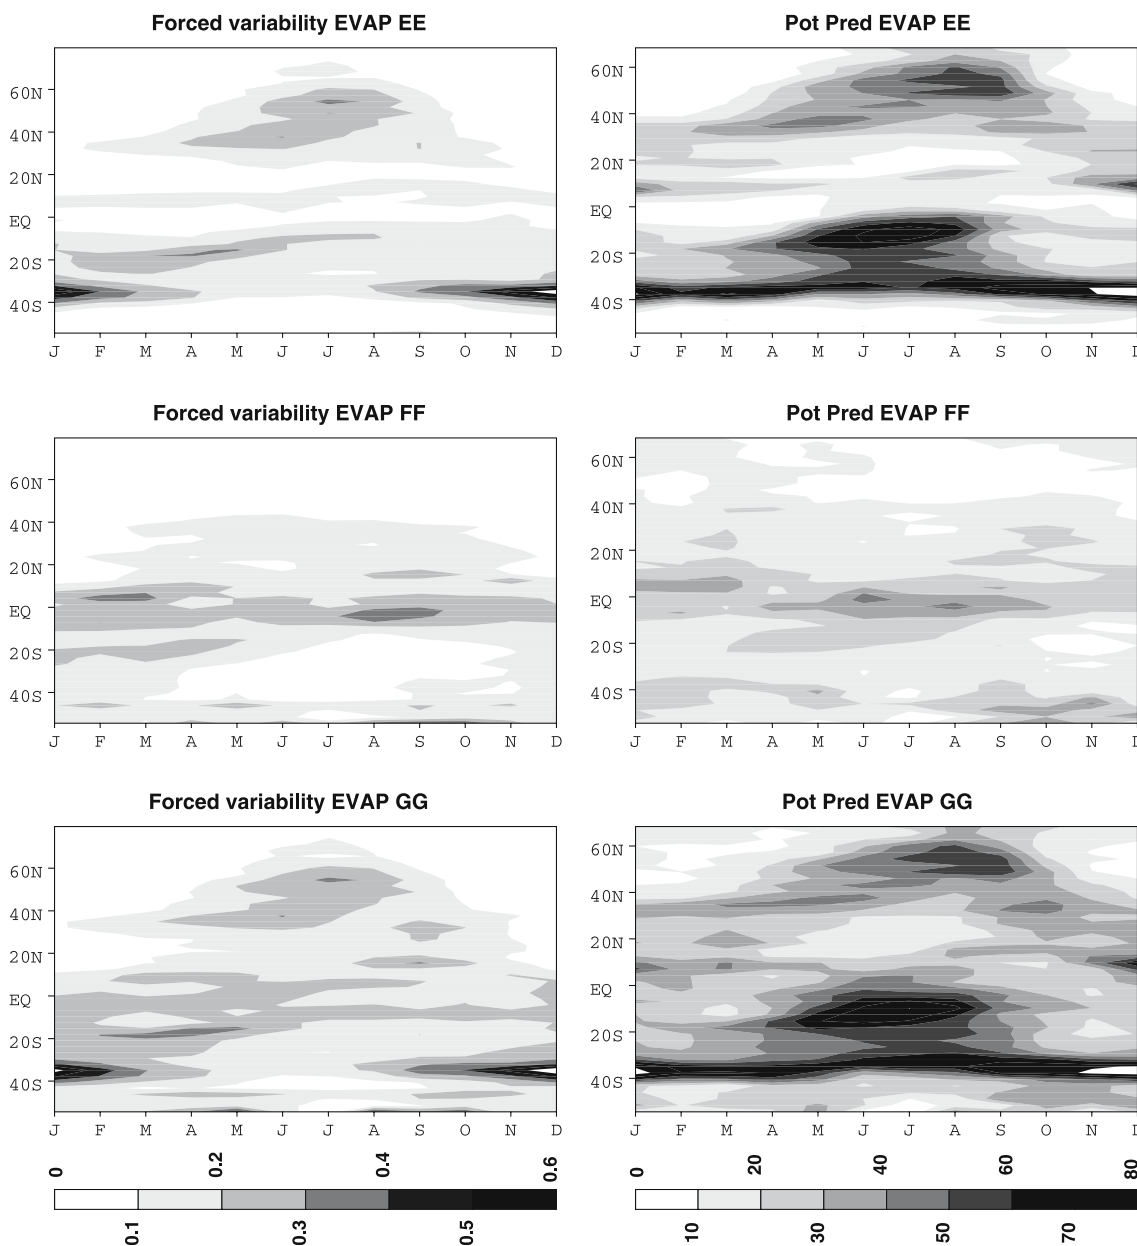 Forced variability EVAP EE
Pot Pred EVAP EE
60N
40N
20N
EQ
20S
40S
J F M A M J J A S O N D
60N
40N
20N
EQ
20S
40S
J F M A M J J A S O N D
Forced variability EVAP FF
Pot Pred EVAP FF
60N
40N
20N
EQ
20S
40S
J F M A M J J A S O N D
60N
40N
20N
EQ
20S
40S
J F M A M J J A S O N D
Forced variability EVAP GG
Pot Pred EVAP GG
60N
40N
20N
EQ
20S
40S
J F M A M J J A S O N D
60N
40N
20N
EQ
20S
40S
J F M A M J J A S O N D
0 0.2 0.4 0.6
0.1 0.3 0.5
0 20 40 60 80
10 30 50 70